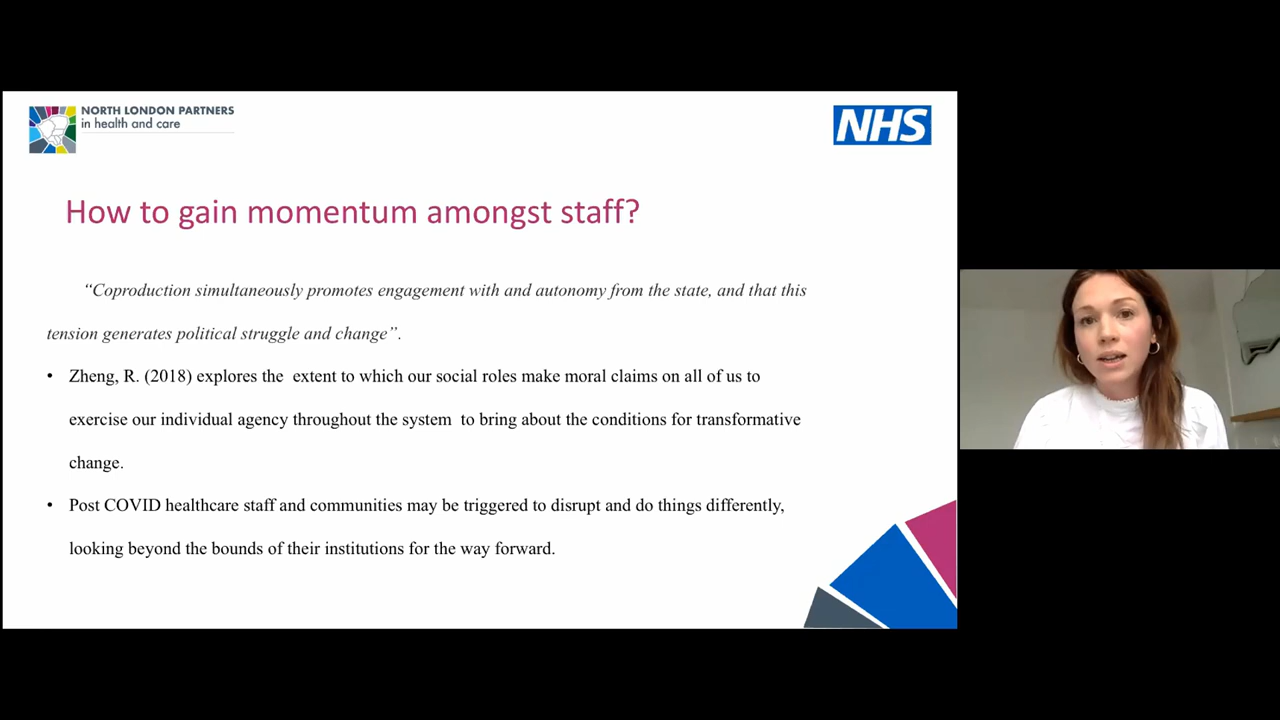 NORTH LONDON PARTNERS
in health and care
NHS
How to gain momentum amongst staff?
“Coproduction simultaneously promotes engagement with and autonomy from the state, and that this
tension generates political struggle and change”.
• Zheng, R. (2018) explores the  extent to which our social roles make moral claims on all of us to
exercise our individual agency throughout the system  to bring about the conditions for transformative
change.
• Post COVID healthcare staff and communities may be triggered to disrupt and do things differently,
looking beyond the bounds of their institutions for the way forward.